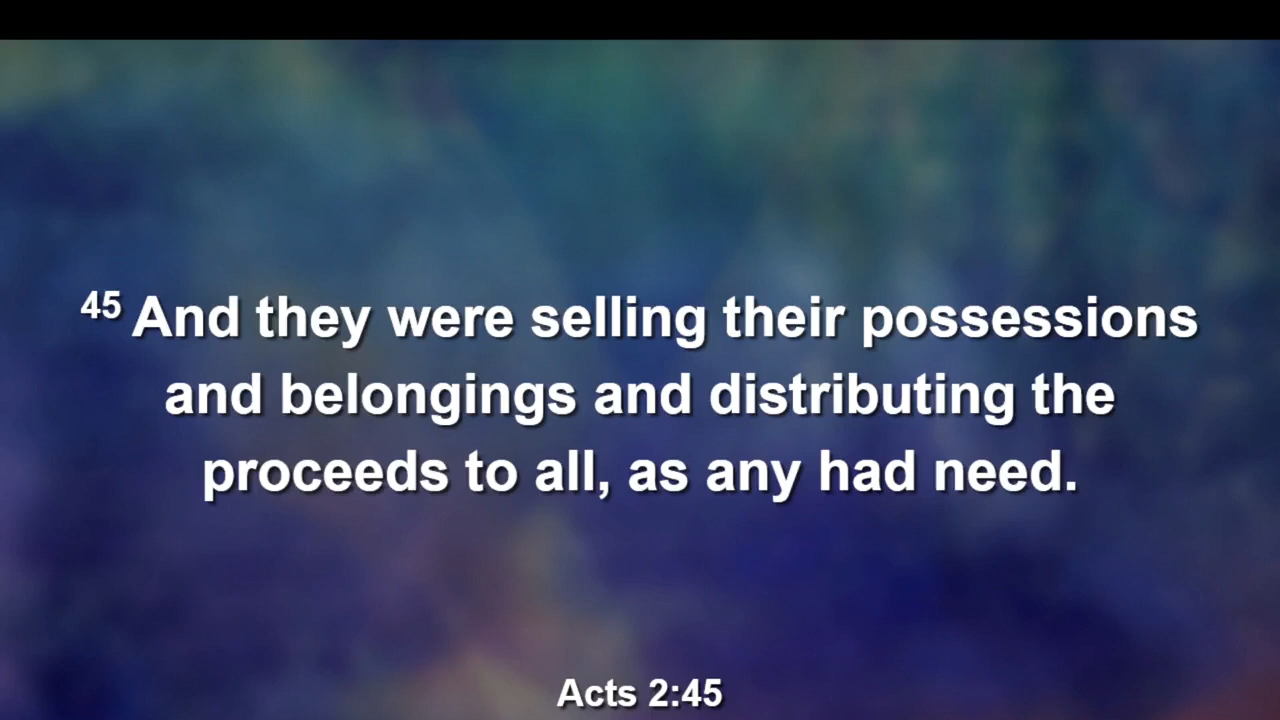 45 And they were selling their possessions
and belongings and distributing the
proceeds to all, as any had need.
Acts 2:45